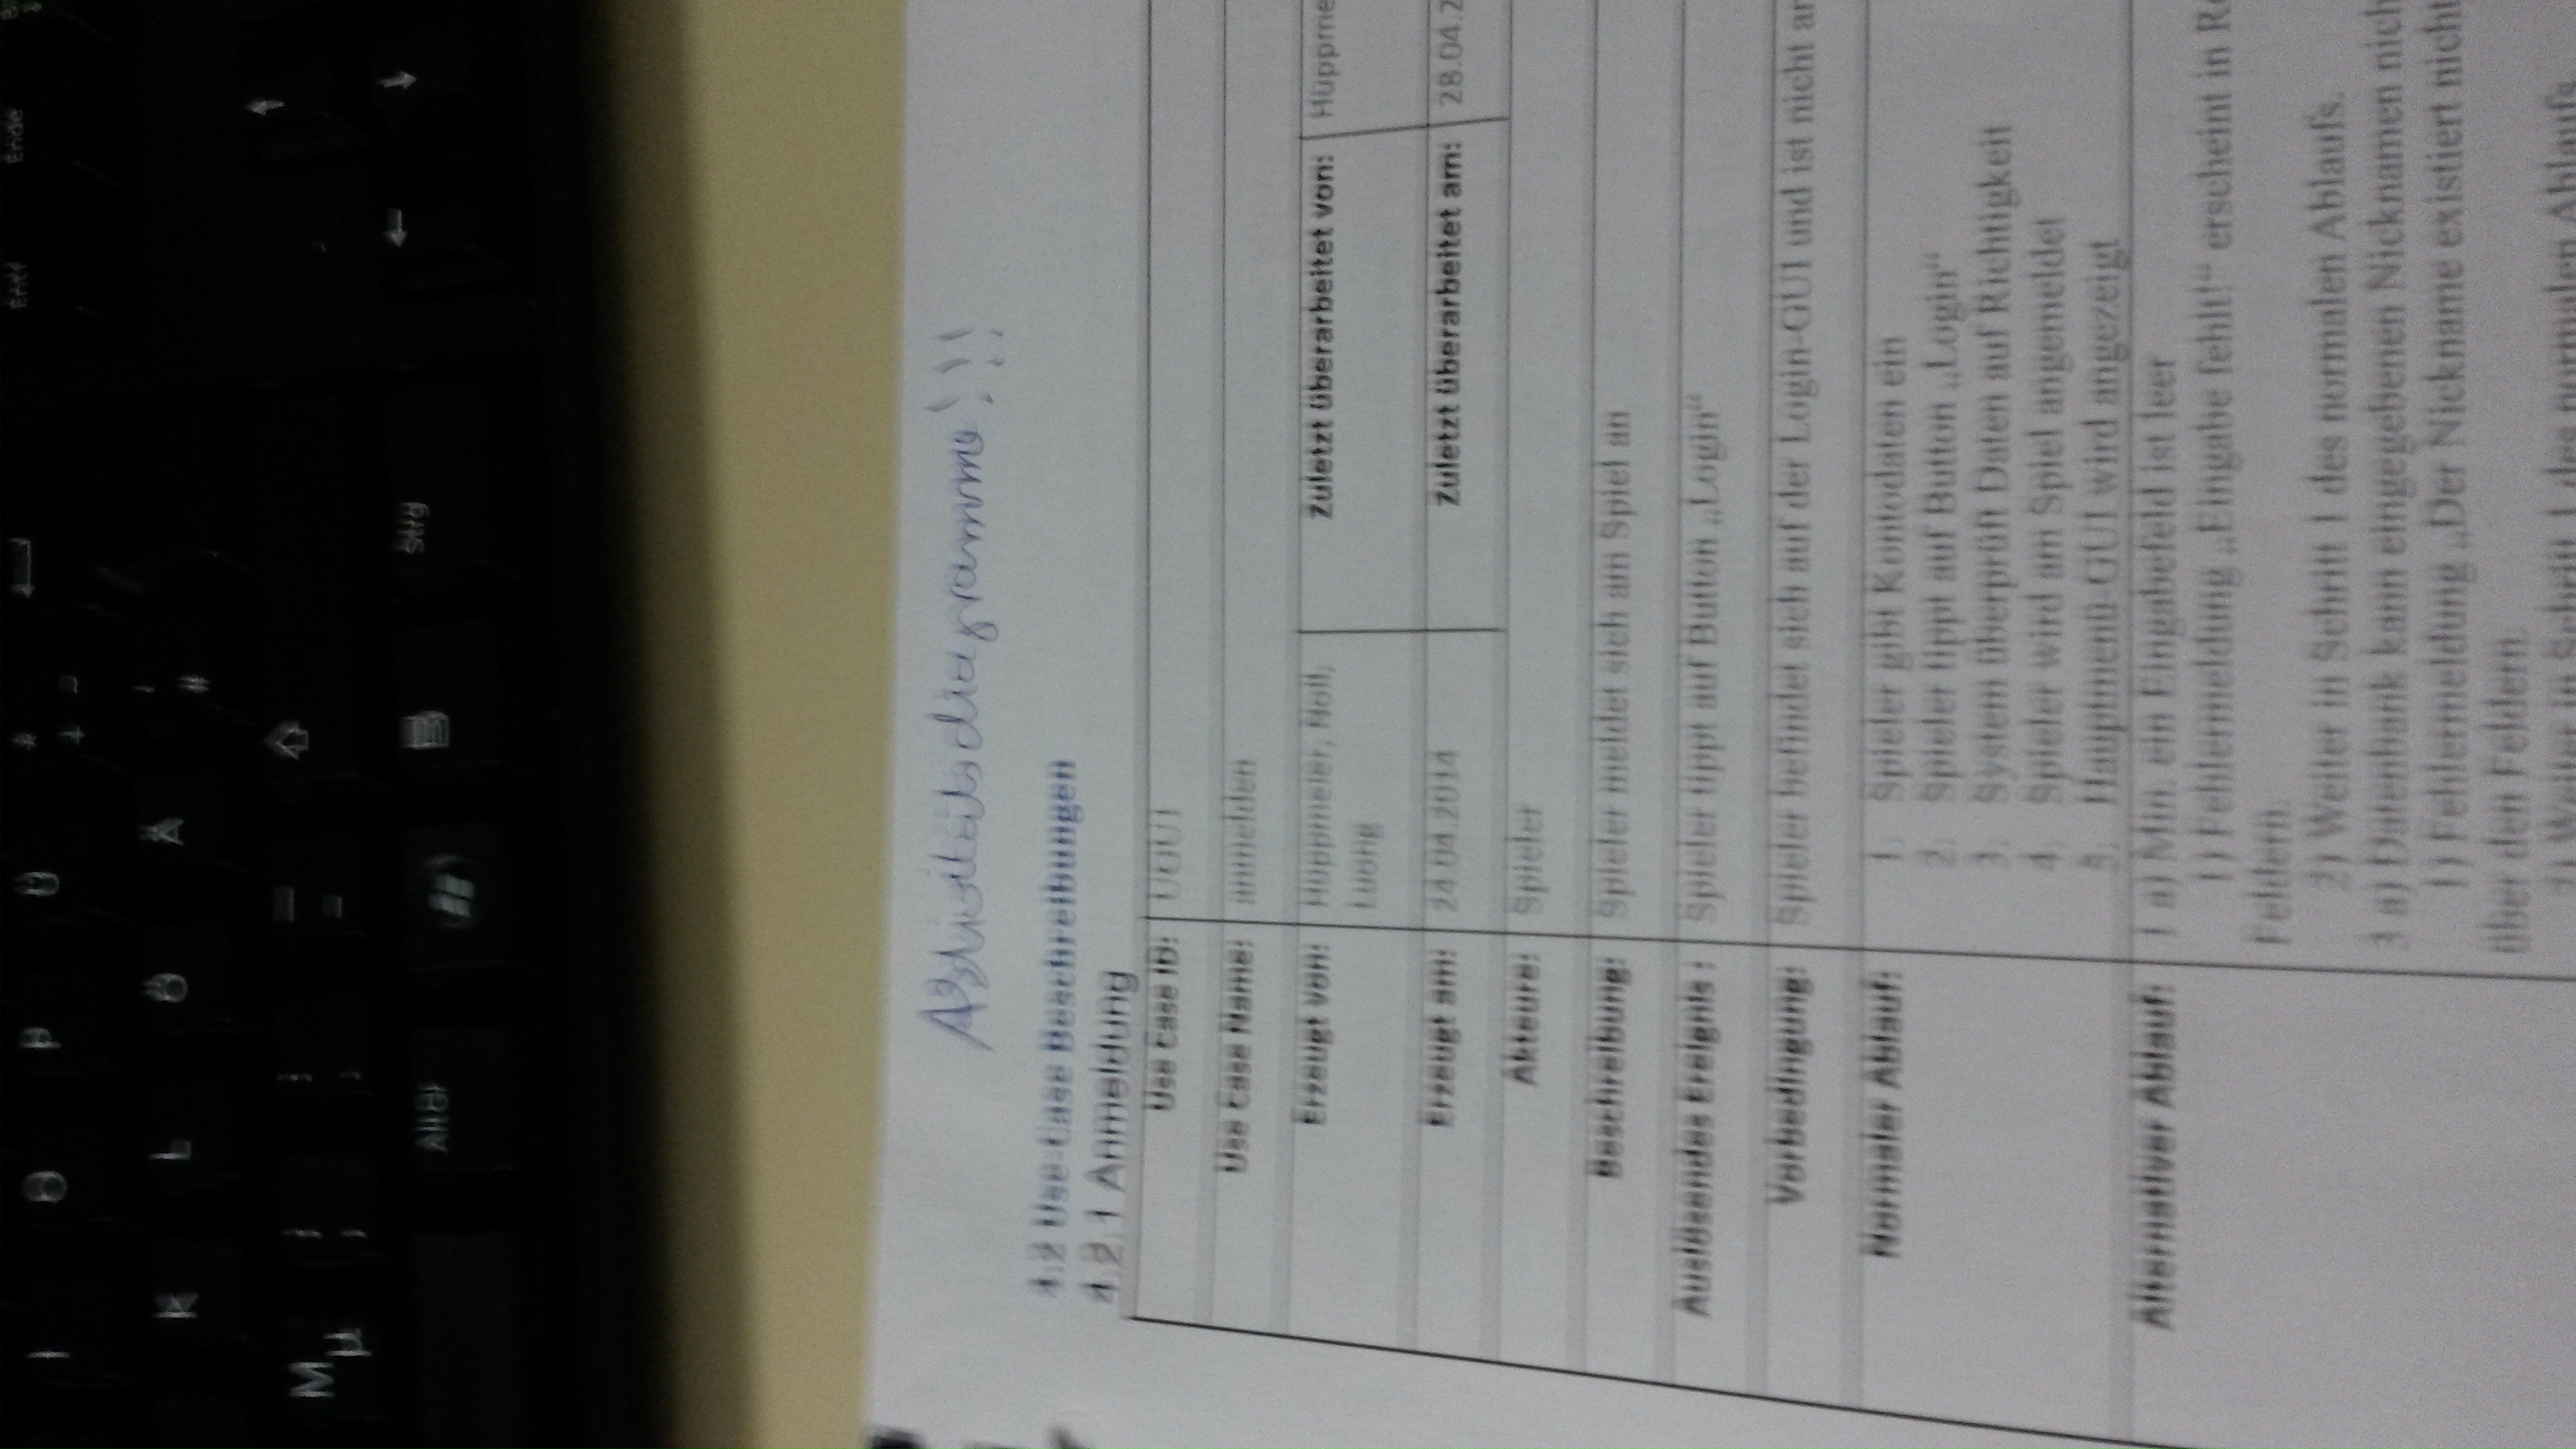 I O P Ü * + ~ Entf Ende
K L Ö Ä ' #
M µ ; , : . _ -
Alt Gr Strg
Aktivitätsdiagramme!!!
4.2 Use-Case Beschreibungen
4.2.1 Anmeldung
Use Case ID:
Use Case Name: anmelden
Erzeugt von: Hüppmeier, Noll, Zuletzt überarbeitet von: Hüppme
Luong
Erzeugt am: 24.04.2014 Zuletzt überarbeitet am: 28.04.2
Akteure: Spieler
Beschreibung: Spieler meldet sich am Spiel an
Auslösendes Ereignis : Spieler tippt auf Button „Login“
Vorbedingung: Spieler befindet sich auf der Login-GUI und ist nicht an
Normaler Ablauf: 1. Spieler gibt Kontodaten ein
2. Spieler tippt auf Button „Login“
3. System überprüft Daten auf Richtigkeit
4. Spieler wird am Spiel angemeldet
5. Hauptmenü-GUI wird angezeigt
Alternativer Ablauf: 1 a) Min. ein Eingabefeld ist leer
1) Fehlermeldung „Eingabe fehlt!“ erscheint in R
Feldern.
2) Weiter in Schritt 1 des normalen Ablaufs.
3 a) Datenbank kann eingegebenen Nicknamen nich
1) Fehlermeldung „Der Nickname existiert nicht
über den Feldern.
2) Weiter in Schritt 1 des normalen Ablaufs.